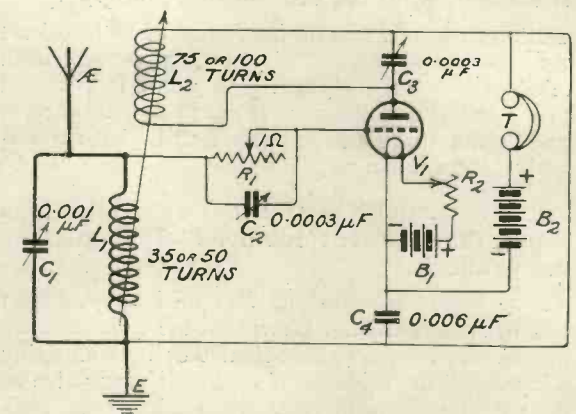 Æ
75 OR 100
L2
TURNS
0.0003
µF
C3
1Ω
R1
V1
T
R2
+
0.001
µF
C1
L1
C2
0.0003µF
35 OR 50
TURNS
-
+
B1
B2
-
C4
0.006 µF
E